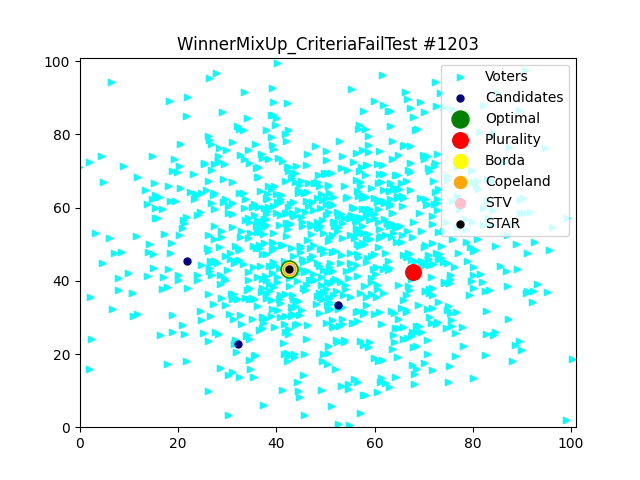 WinnerMixUp_CriteriaFailTest #1203
100
80
60
40
20
0
0 20 40 60 80 100
Voters
Candidates
Optimal
Plurality
Borda
Copeland
STV
STAR